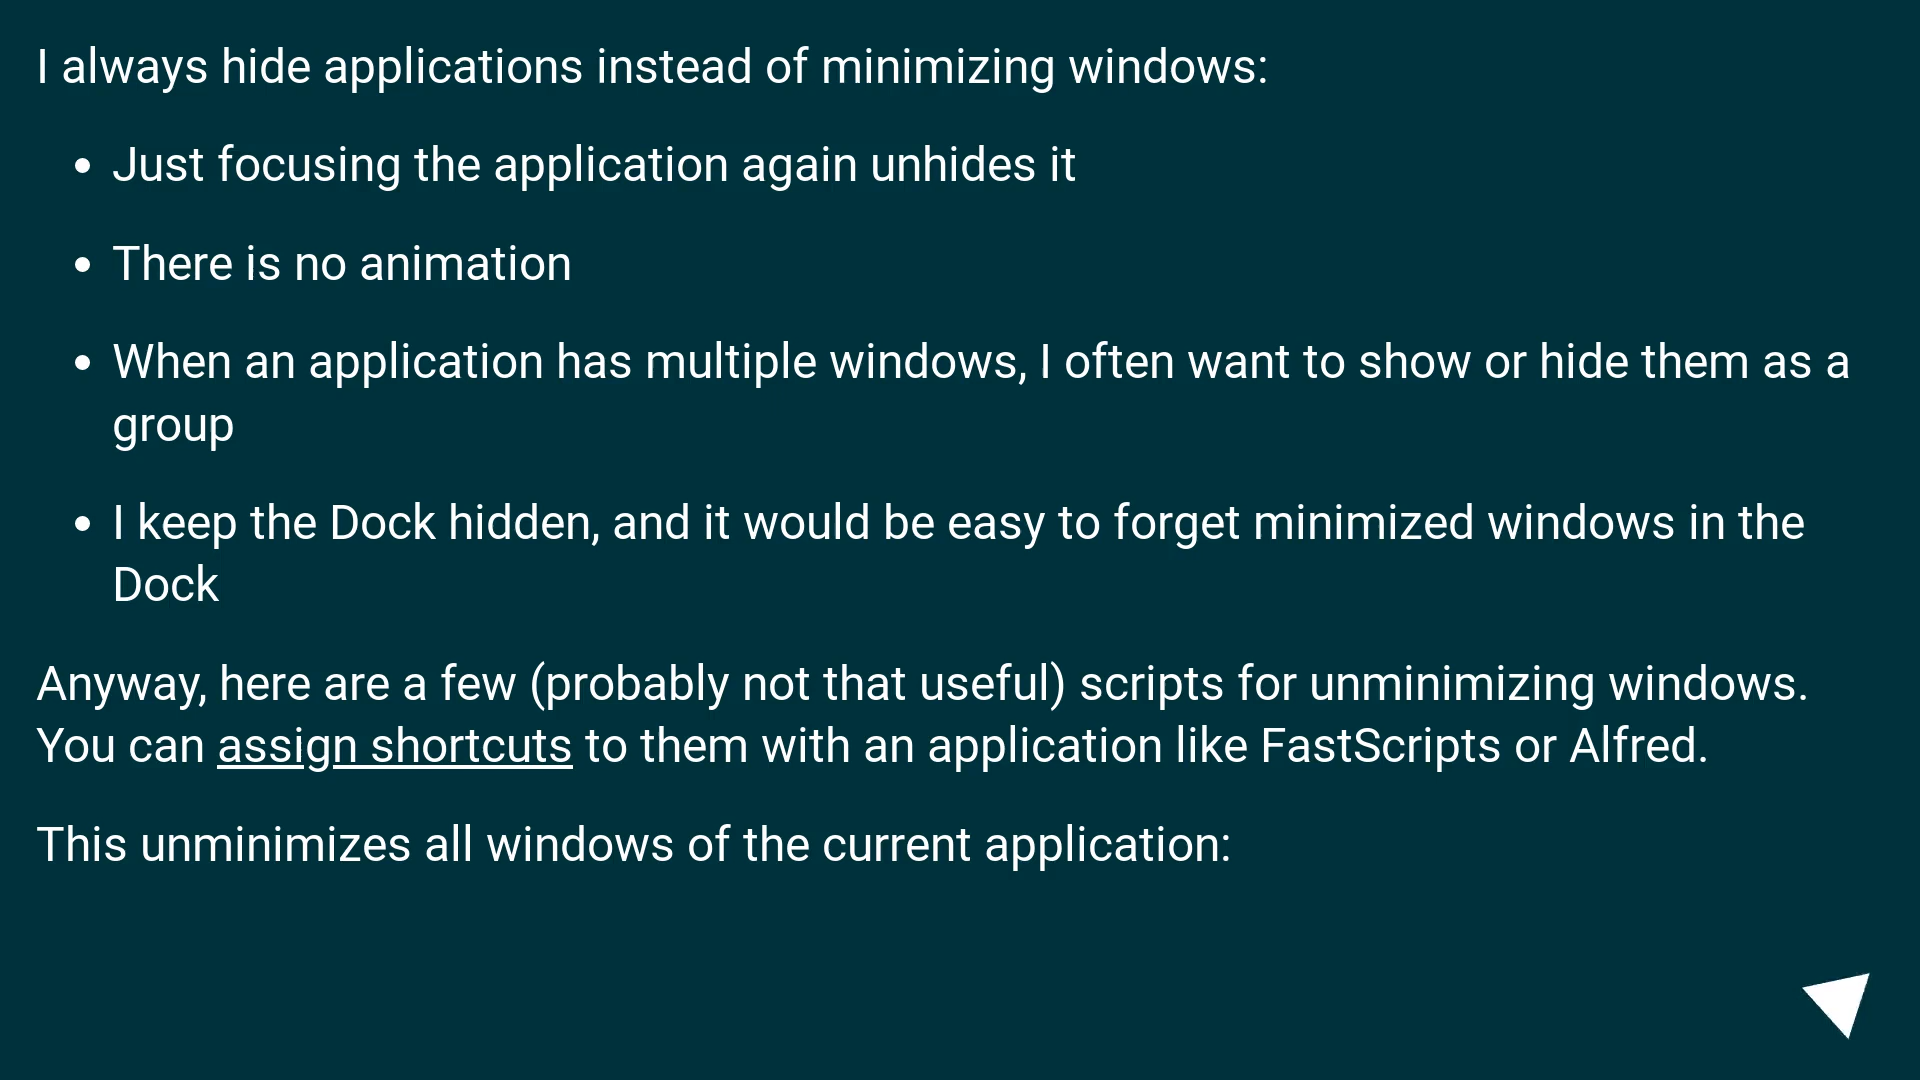 I always hide applications instead of minimizing windows:
• Just focusing the application again unhides it
• There is no animation
• When an application has multiple windows, I often want to show or hide them as a
group
• I keep the Dock hidden, and it would be easy to forget minimized windows in the
Dock
Anyway, here are a few (probably not that useful) scripts for unminimizing windows.
You can assign shortcuts to them with an application like FastScripts or Alfred.
This unminimizes all windows of the current application: